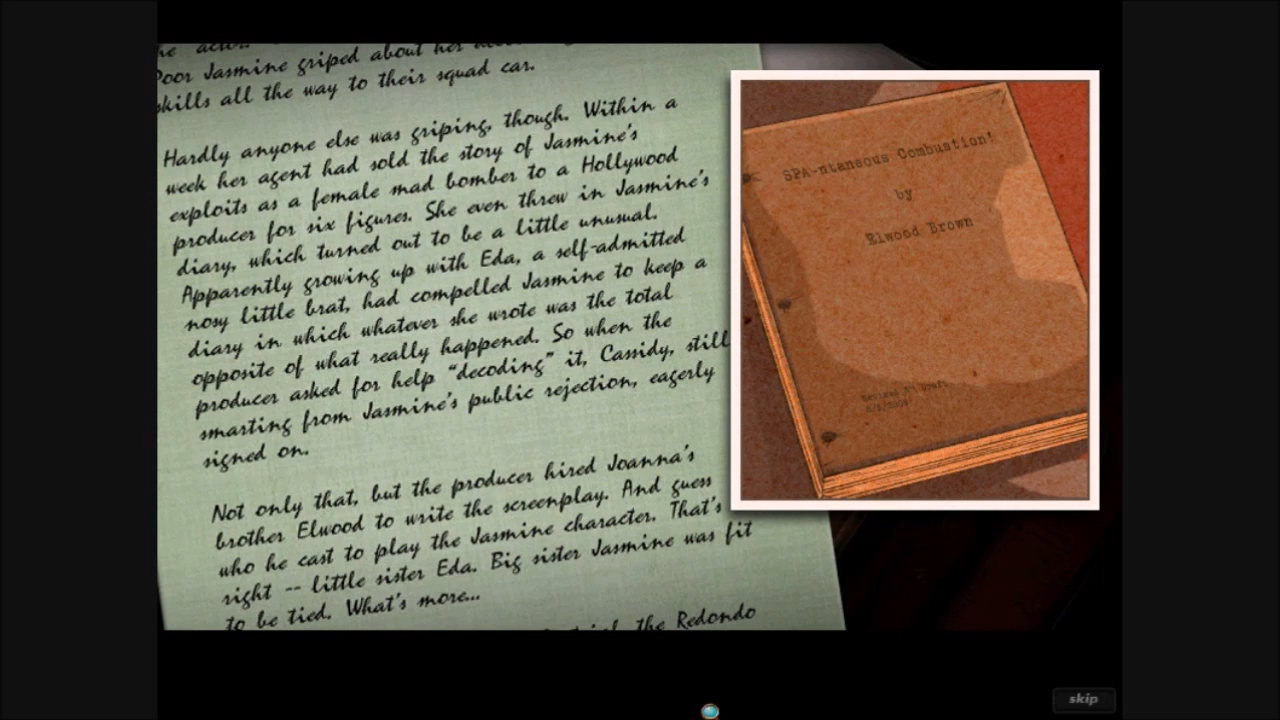 Poor Jasmine griped about her
skills all the way to their squad car.
Hardly anyone else was griping, though. Within a
week her agent had sold the story of Jasmine's
exploits as a female mad bomber to a Hollywood
producer for six figures. She even threw in Jasmine's
diary, which turned out to be a little unusual.
Apparently growing up with Eda, a self-admitted
nosy little brat, had compelled Jasmine to keep a
diary in which whatever she wrote was the total
opposite of what really happened. So when the
producer asked for help "decoding" it, Cassidy, still
smarting from Jasmine's public rejection, eagerly
signed on.
Not only that, but the producer hired Joanna's
brother Elwood to write the screenplay. And guess
who he cast to play the Jasmine character. That's
right -- little sister Eda. Big sister Jasmine was fit
to be tied. What's more...
the Redondo
SPA-ntaneous Combustion!
by
Elwood Brown
skip